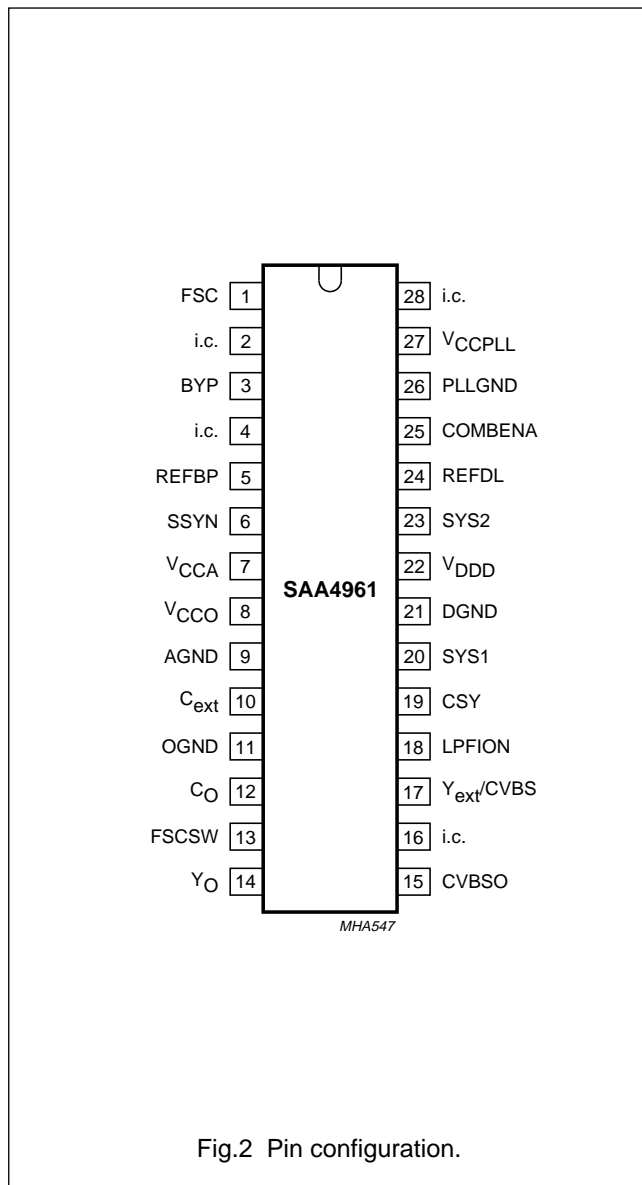 FSC 1
i.c. 2
BYP 3
i.c. 4
REFBP 5
SSYN 6
VCCA 7
VCCO 8
AGND 9
Cext 10
OGND 11
CO 12
FSCSW 13
YO 14
SAA4961
28 i.c.
27 VCCPLL
26 PLLGND
25 COMBENA
24 REFDL
23 SYS2
22 VDDD
21 DGND
20 SYS1
19 CSY
18 LPFION
17 Yext/CVBS
16 i.c.
15 CVBSO
MHA547
Fig.2 Pin configuration.